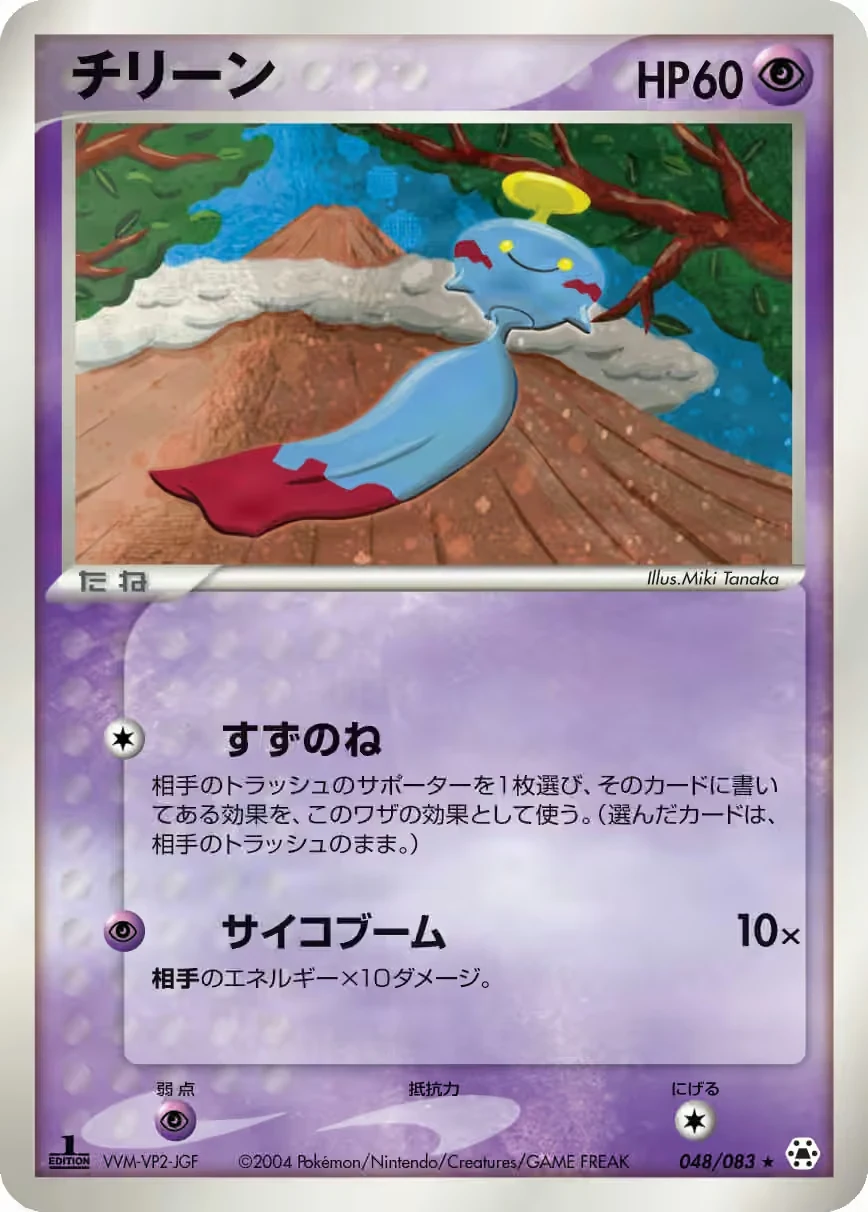 チリーン HP60
たね
Illus.Miki Tanaka
すずのね
相手のトラッシュのサポーターを1枚選び、そのカードに書い
てある効果を、このワザの効果として使う。（選んだカードは、
相手のトラッシュのまま。）
サイコブーム 10×
相手のエネルギー×10ダメージ。
弱点 抵抗力 にげる
1 EDITION VVM-VP2-JGF ©2004 Pokémon/Nintendo/Creatures/GAME FREAK 048/083 ★